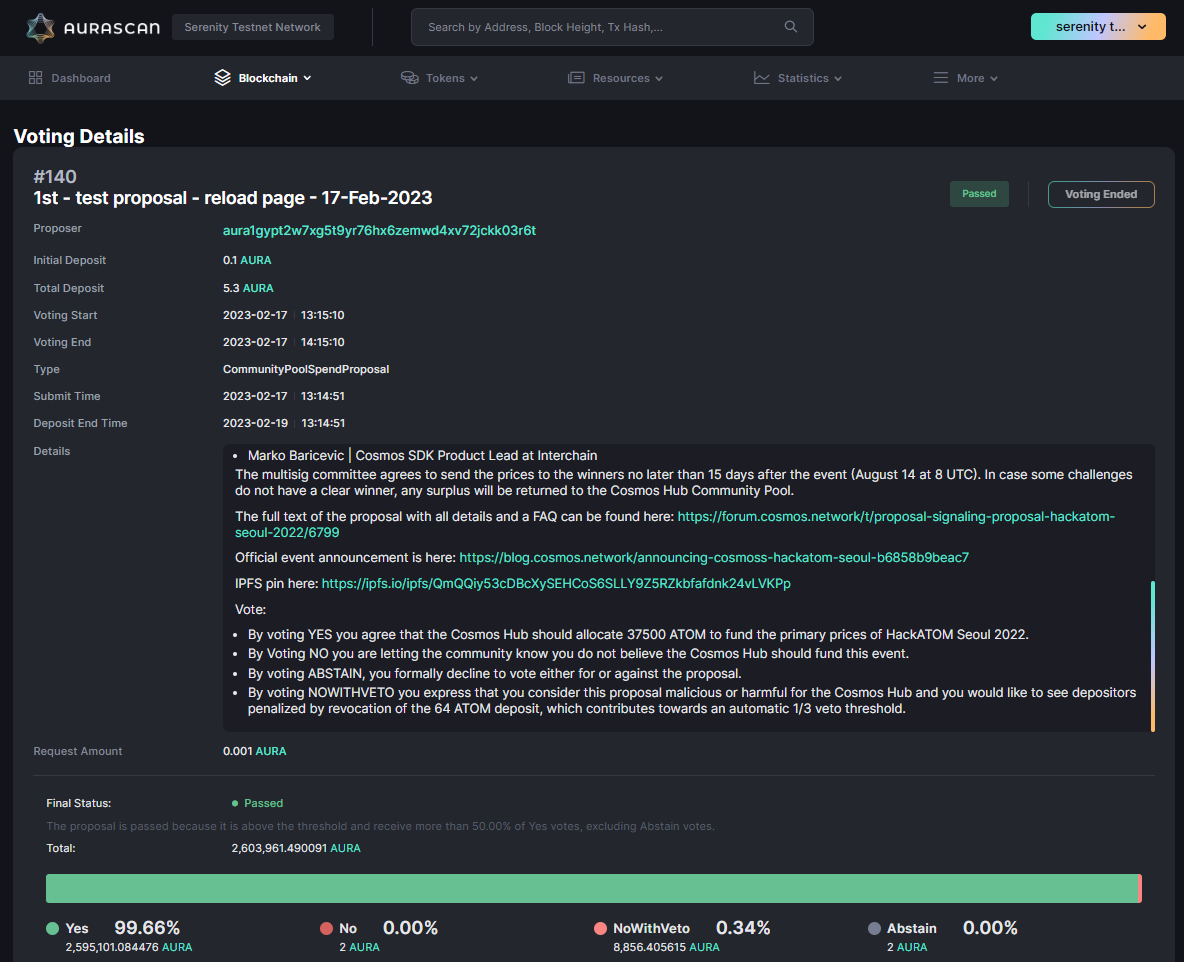 AURASCAN
Serenity Testnet Network
Search by Address, Block Height, Tx Hash,...
serenity t...
Dashboard
Blockchain
Tokens
Resources
Statistics
More
Voting Details
#140
1st - test proposal - reload page - 17-Feb-2023
Passed
Voting Ended
Proposer
aura1gypt2w7xg5t9yr76hx6zemwd4xv72jckk03r6t
Initial Deposit
0.1 AURA
Total Deposit
5.3 AURA
Voting Start
2023-02-17 | 13:15:10
Voting End
2023-02-17 | 14:15:10
Type
CommunityPoolSpendProposal
Submit Time
2023-02-17 | 13:14:51
Deposit End Time
2023-02-19 | 13:14:51
Details
• Marko Baricevic | Cosmos SDK Product Lead at Interchain
The multisig committee agrees to send the prices to the winners no later than 15 days after the event (August 14 at 8 UTC). In case some challenges
do not have a clear winner, any surplus will be returned to the Cosmos Hub Community Pool.
The full text of the proposal with all details and a FAQ can be found here: https://forum.cosmos.network/t/proposal-signaling-proposal-hackatom-
seoul-2022/6799
Official event announcement is here: https://blog.cosmos.network/announcing-cosmoss-hackatom-seoul-b6858b9beac7
IPFS pin here: https://ipfs.io/ipfs/QmQQiy53cDBcXySEHCoS6SLLY9Z5RZkbfafdnk24vLVKPp
Vote:
• By voting YES you agree that the Cosmos Hub should allocate 37500 ATOM to fund the primary prices of HackATOM Seoul 2022.
• By Voting NO you are letting the community know you do not believe the Cosmos Hub should fund this event.
• By voting ABSTAIN, you formally decline to vote either for or against the proposal.
• By voting NOWITHVETO you express that you consider this proposal malicious or harmful for the Cosmos Hub and you would like to see depositors
penalized by revocation of the 64 ATOM deposit, which contributes towards an automatic 1/3 veto threshold.
Request Amount
0.001 AURA
Final Status:
• Passed
The proposal is passed because it is above the threshold and receive more than 50.00% of Yes votes, excluding Abstain votes.
Total:
2,603,961.490091 AURA
Yes 99.66%
2,595,101.084476 AURA
No 0.00%
2 AURA
NoWithVeto 0.34%
8,856.405615 AURA
Abstain 0.00%
2 AURA